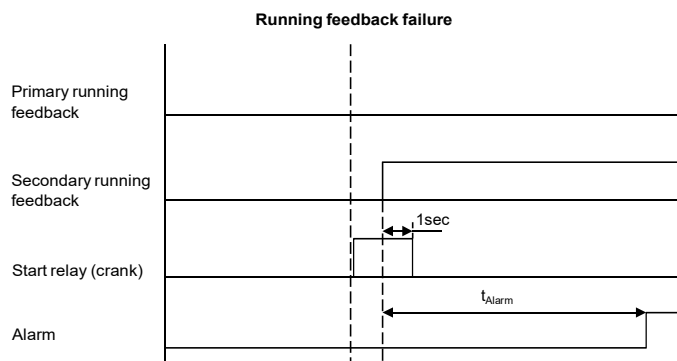 Running feedback failure
Primary running
feedback
Secondary running
feedback
1sec
Start relay (crank)
tAlarm
Alarm